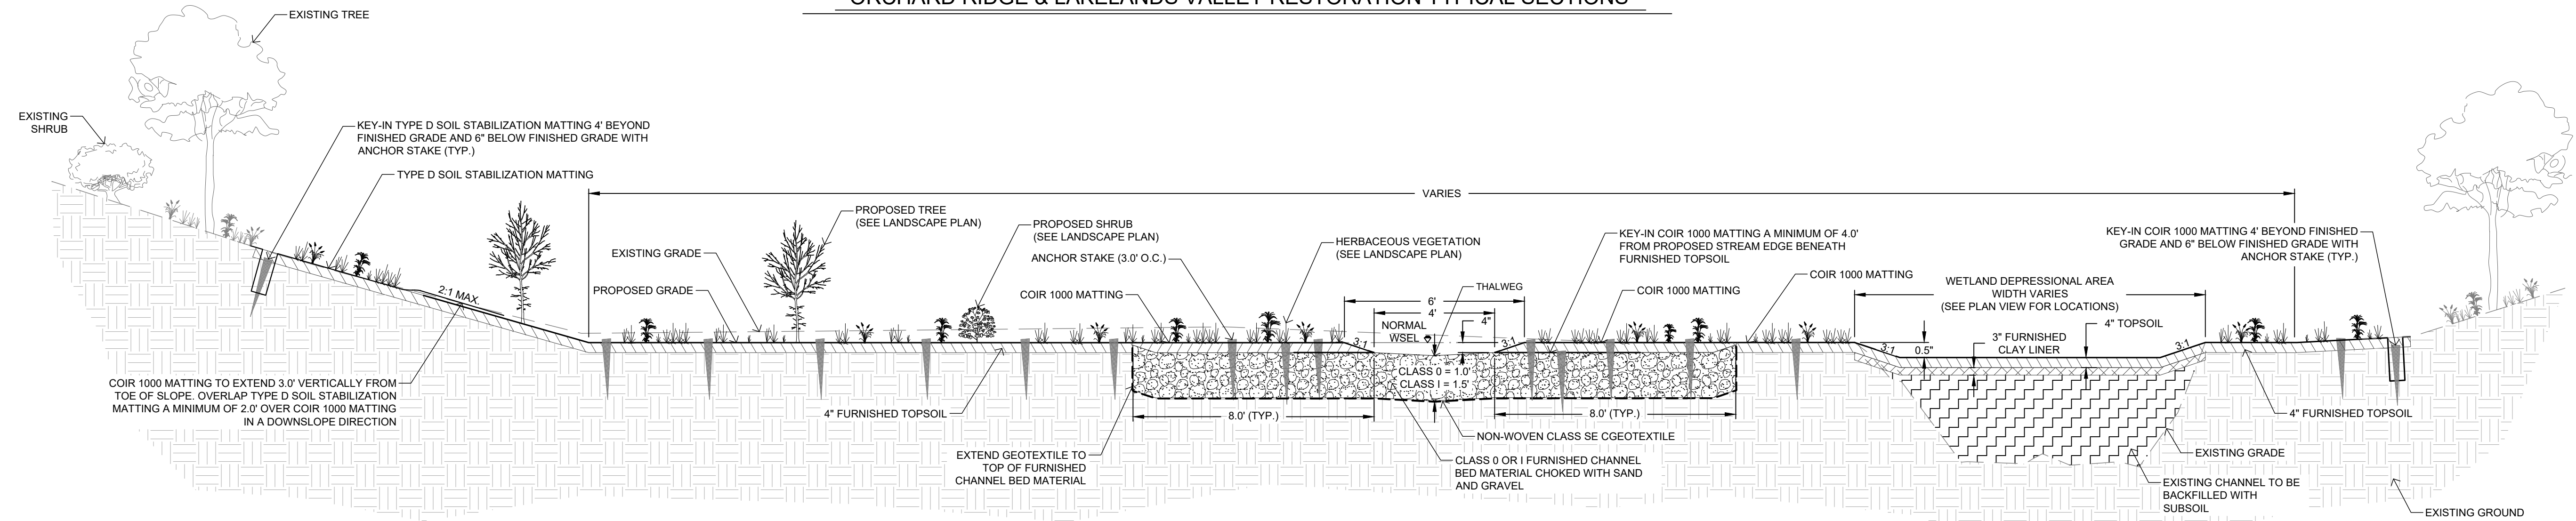 ORCHARD RIDGE & LAKELANDS VALLEY RESTORATION TYPICAL SECTIONS
EXISTING TREE
EXISTING
SHRUB
KEY-IN TYPE D SOIL STABILIZATION MATTING 4' BEYOND
FINISHED GRADE AND 6" BELOW FINISHED GRADE WITH
ANCHOR STAKE (TYP.)
TYPE D SOIL STABILIZATION MATTING
VARIES
PROPOSED TREE
(SEE LANDSCAPE PLAN)
PROPOSED SHRUB
(SEE LANDSCAPE PLAN)
EXISTING GRADE
ANCHOR STAKE (3.0' O.C.)
HERBACEOUS VEGETATION
(SEE LANDSCAPE PLAN)
KEY-IN COIR 1000 MATTING A MINIMUM OF 4.0'
FROM PROPOSED STREAM EDGE BENEATH
FURNISHED TOPSOIL
KEY-IN COIR 1000 MATTING 4' BEYOND FINISHED
GRADE AND 6" BELOW FINISHED GRADE WITH
ANCHOR STAKE (TYP.)
2:1 MAX.
PROPOSED GRADE
COIR 1000 MATTING
THALWEG
6'
4'
NORMAL
WSEL
4"
COIR 1000 MATTING
COIR 1000 MATTING
WETLAND DEPRESSIONAL AREA
WIDTH VARIES
(SEE PLAN VIEW FOR LOCATIONS)
3:1
3:1
3:1
0.5"
3" FURNISHED
CLAY LINER
4" TOPSOIL
3:1
CLASS 0 = 1.0'
CLASS I = 1.5'
COIR 1000 MATTING TO EXTEND 3.0' VERTICALLY FROM
TOE OF SLOPE. OVERLAP TYPE D SOIL STABILIZATION
MATTING A MINIMUM OF 2.0' OVER COIR 1000 MATTING
IN A DOWNSLOPE DIRECTION
4" FURNISHED TOPSOIL
8.0' (TYP.)
8.0' (TYP.)
4" FURNISHED TOPSOIL
NON-WOVEN CLASS SE CGEOTEXTILE
EXTEND GEOTEXTILE TO
TOP OF FURNISHED
CHANNEL BED MATERIAL
CLASS 0 OR I FURNISHED CHANNEL
BED MATERIAL CHOKED WITH SAND
AND GRAVEL
EXISTING GRADE
EXISTING CHANNEL TO BE
BACKFILLED WITH
SUBSOIL
EXISTING GROUND